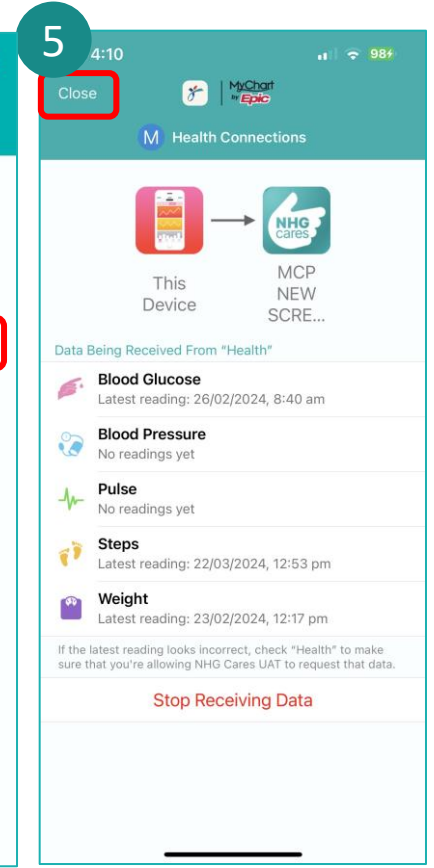 5
4:10
98
Close
MyChart
by Epic
M Health Connections
NHG
cares
This
Device
MCP
NEW
SCRE...
Data Being Received From “Health”
Blood Glucose
Latest reading: 26/02/2024, 8:40 am
Blood Pressure
No readings yet
Pulse
No readings yet
Steps
Latest reading: 22/03/2024, 12:53 pm
Weight
Latest reading: 23/02/2024, 12:17 pm
If the latest reading looks incorrect, check “Health” to make
sure that you're allowing NHG Cares UAT to request that data.
Stop Receiving Data